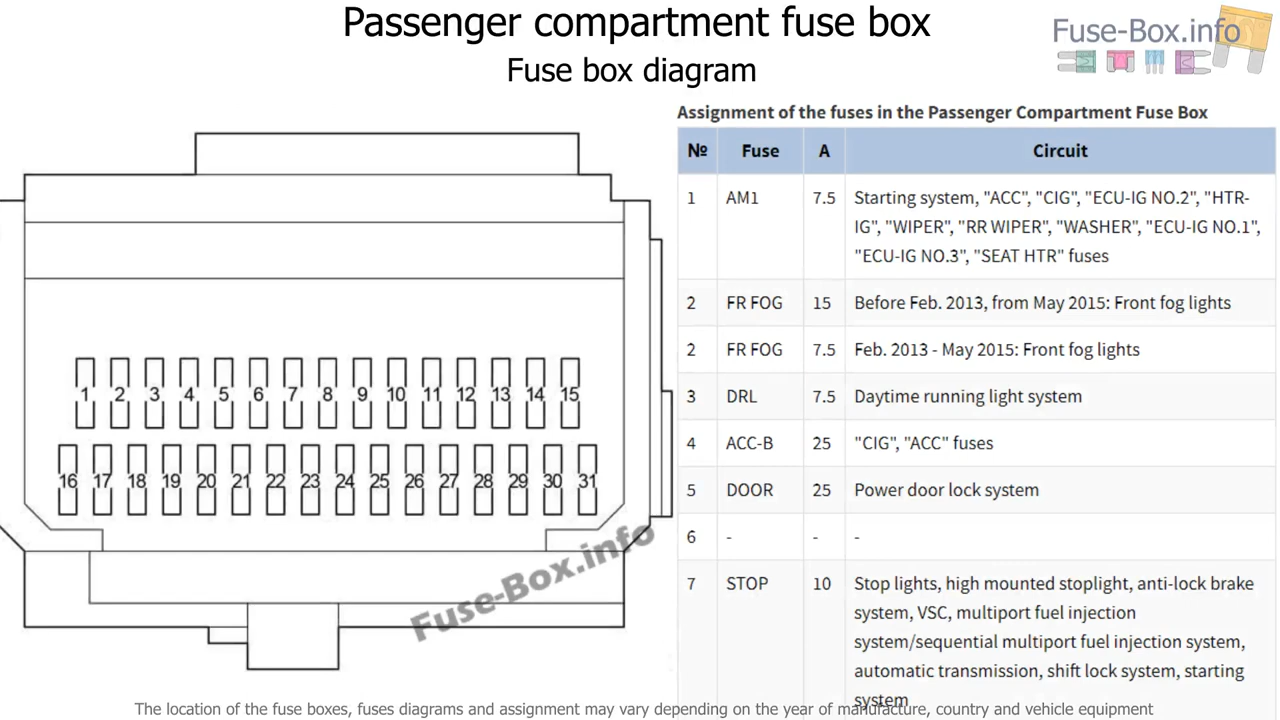 Passenger compartment fuse box
Fuse box diagram
Fuse-Box.info
Assignment of the fuses in the Passenger Compartment Fuse Box
№ Fuse A Circuit
1 AM1 7.5 Starting system, "ACC", "CIG", "ECU-IG NO.2", "HTR-
IG", "WIPER", "RR WIPER", "WASHER", "ECU-IG NO.1",
"ECU-IG NO.3", "SEAT HTR" fuses
2 FR FOG 15 Before Feb. 2013, from May 2015: Front fog lights
2 FR FOG 7.5 Feb. 2013 - May 2015: Front fog lights
3 DRL 7.5 Daytime running light system
4 ACC-B 25 "CIG", "ACC" fuses
5 DOOR 25 Power door lock system
6 - - -
7 STOP 10 Stop lights, high mounted stoplight, anti-lock brake
system, VSC, multiport fuel injection
system/sequential multiport fuel injection system,
automatic transmission, shift lock system, starting
system
1 2 3 4 5 6 7 8 9 10 11 12 13 14 15
16 17 18 19 20 21 22 23 24 25 26 27 28 29 30 31
Fuse-Box.info
The location of the fuse boxes, fuses diagrams and assignment may vary depending on the year of manufacture, country and vehicle equipment